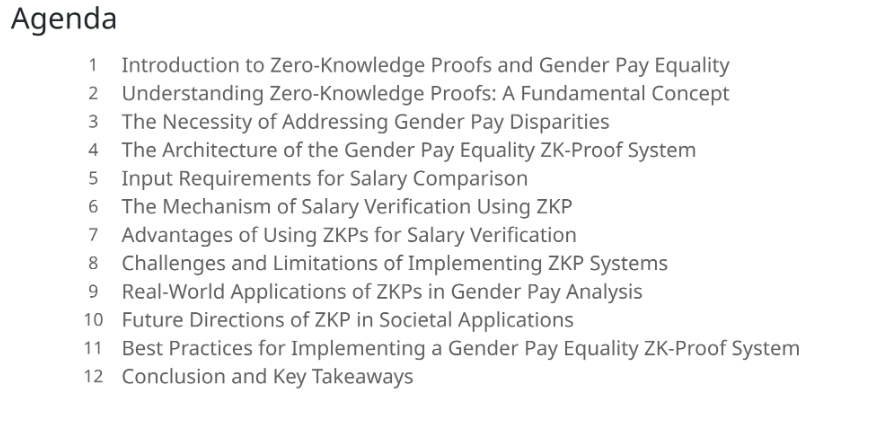 Agenda
1 Introduction to Zero-Knowledge Proofs and Gender Pay Equality
2 Understanding Zero-Knowledge Proofs: A Fundamental Concept
3 The Necessity of Addressing Gender Pay Disparities
4 The Architecture of the Gender Pay Equality ZK-Proof System
5 Input Requirements for Salary Comparison
6 The Mechanism of Salary Verification Using ZKP
7 Advantages of Using ZKPs for Salary Verification
8 Challenges and Limitations of Implementing ZKP Systems
9 Real-World Applications of ZKPs in Gender Pay Analysis
10 Future Directions of ZKP in Societal Applications
11 Best Practices for Implementing a Gender Pay Equality ZK-Proof System
12 Conclusion and Key Takeaways